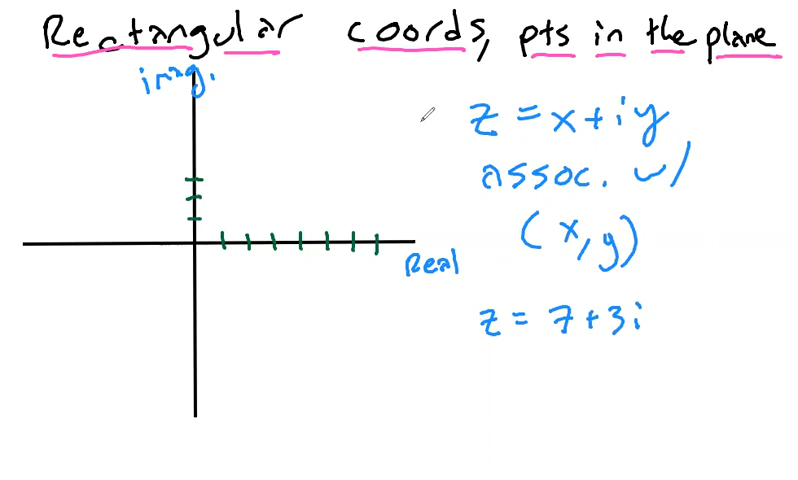 Rectangular coords, pts in the plane
imag.
z = x + iy
assoc. w/
(x, y)
Real
z = 7 + 3i